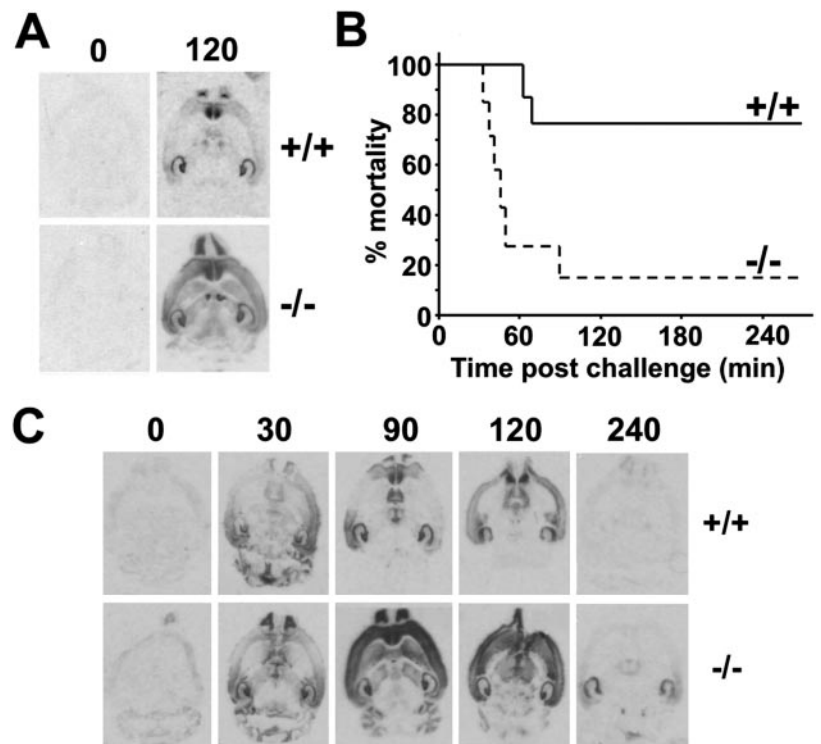 A
0 120
+/+
-/-
B
100
80
60
40
20
0
% mortality
+/+
-/-
0 60 120 180 240
Time post challenge (min)
C
0 30 90 120 240
+/+
-/-